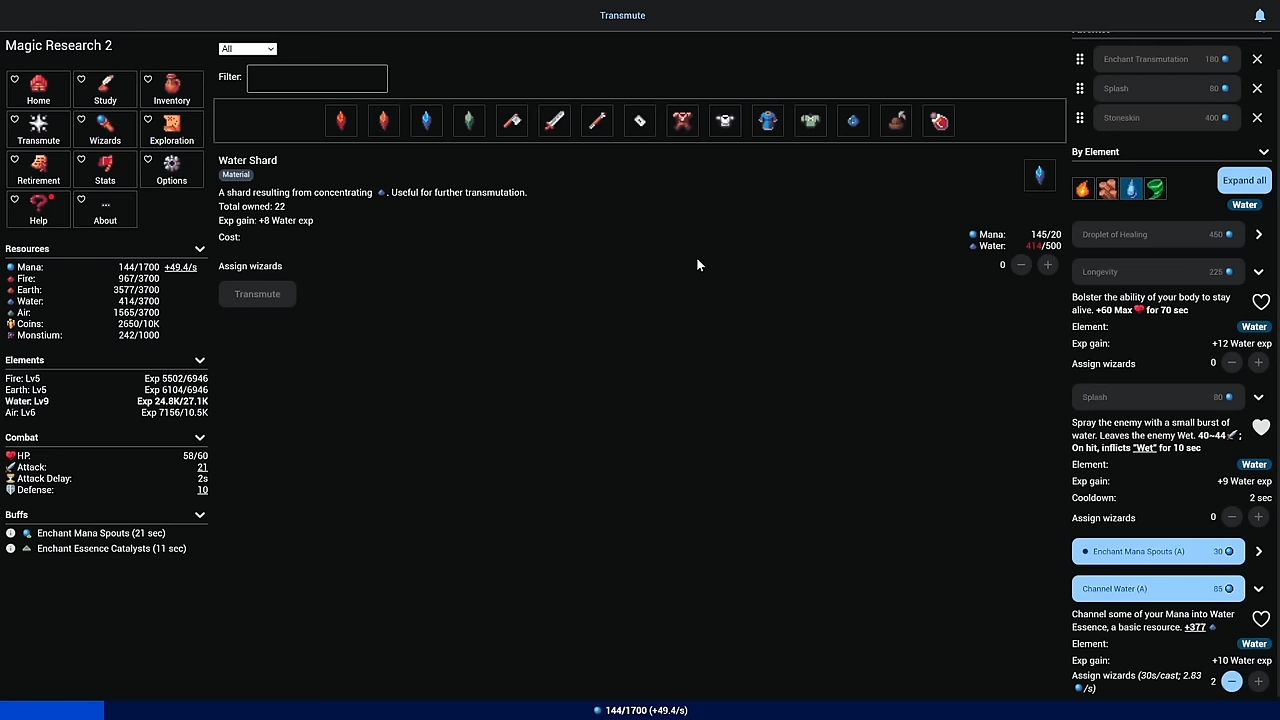 Transmute
Magic Research 2
Home
Study
Inventory
Transmute
Wizards
Exploration
Retirement
Stats
Options
Help
About
Resources
Mana: 144/1700 +49.4/s
Fire: 967/3700
Earth: 3577/3700
Water: 414/3700
Air: 1565/3700
Coins: 2650/10K
Monstium: 242/1000
Elements
Fire: Lv5 Exp 5502/6946
Earth: Lv5 Exp 6104/6946
Water: Lv9 Exp 24.8K/27.1K
Air: Lv6 Exp 7156/10.5K
Combat
HP: 58/60
Attack: 21
Attack Delay: 2s
Defense: 10
Buffs
Enchant Mana Spouts (21 sec)
Enchant Essence Catalysts (11 sec)
All
Filter:
Water Shard
Material
A shard resulting from concentrating . Useful for further transmutation.
Total owned: 22
Exp gain: +8 Water exp
Cost:
Mana: 145/20
Water: 414/500
Assign wizards 0 − +
Transmute
Enchant Transmutation 180
Splash 80
Stoneskin 400
By Element
Expand all
Water
Droplet of Healing 450
Longevity 225
Bolster the ability of your body to stay
alive. +60 Max for 70 sec
Element: Water
Exp gain: +12 Water exp
Assign wizards 0 − +
Splash 80
Spray the enemy with a small burst of
water. Leaves the enemy Wet. 40~44 ;
On hit, inflicts "Wet" for 10 sec
Element: Water
Exp gain: +9 Water exp
Cooldown: 2 sec
Assign wizards 0 − +
Enchant Mana Spouts (A) 30
Channel Water (A) 85
Channel some of your Mana into Water
Essence, a basic resource. +377
Element: Water
Exp gain: +10 Water exp
Assign wizards (30s/cast; 2.83
/s) 2 − +
144/1700 (+49.4/s)